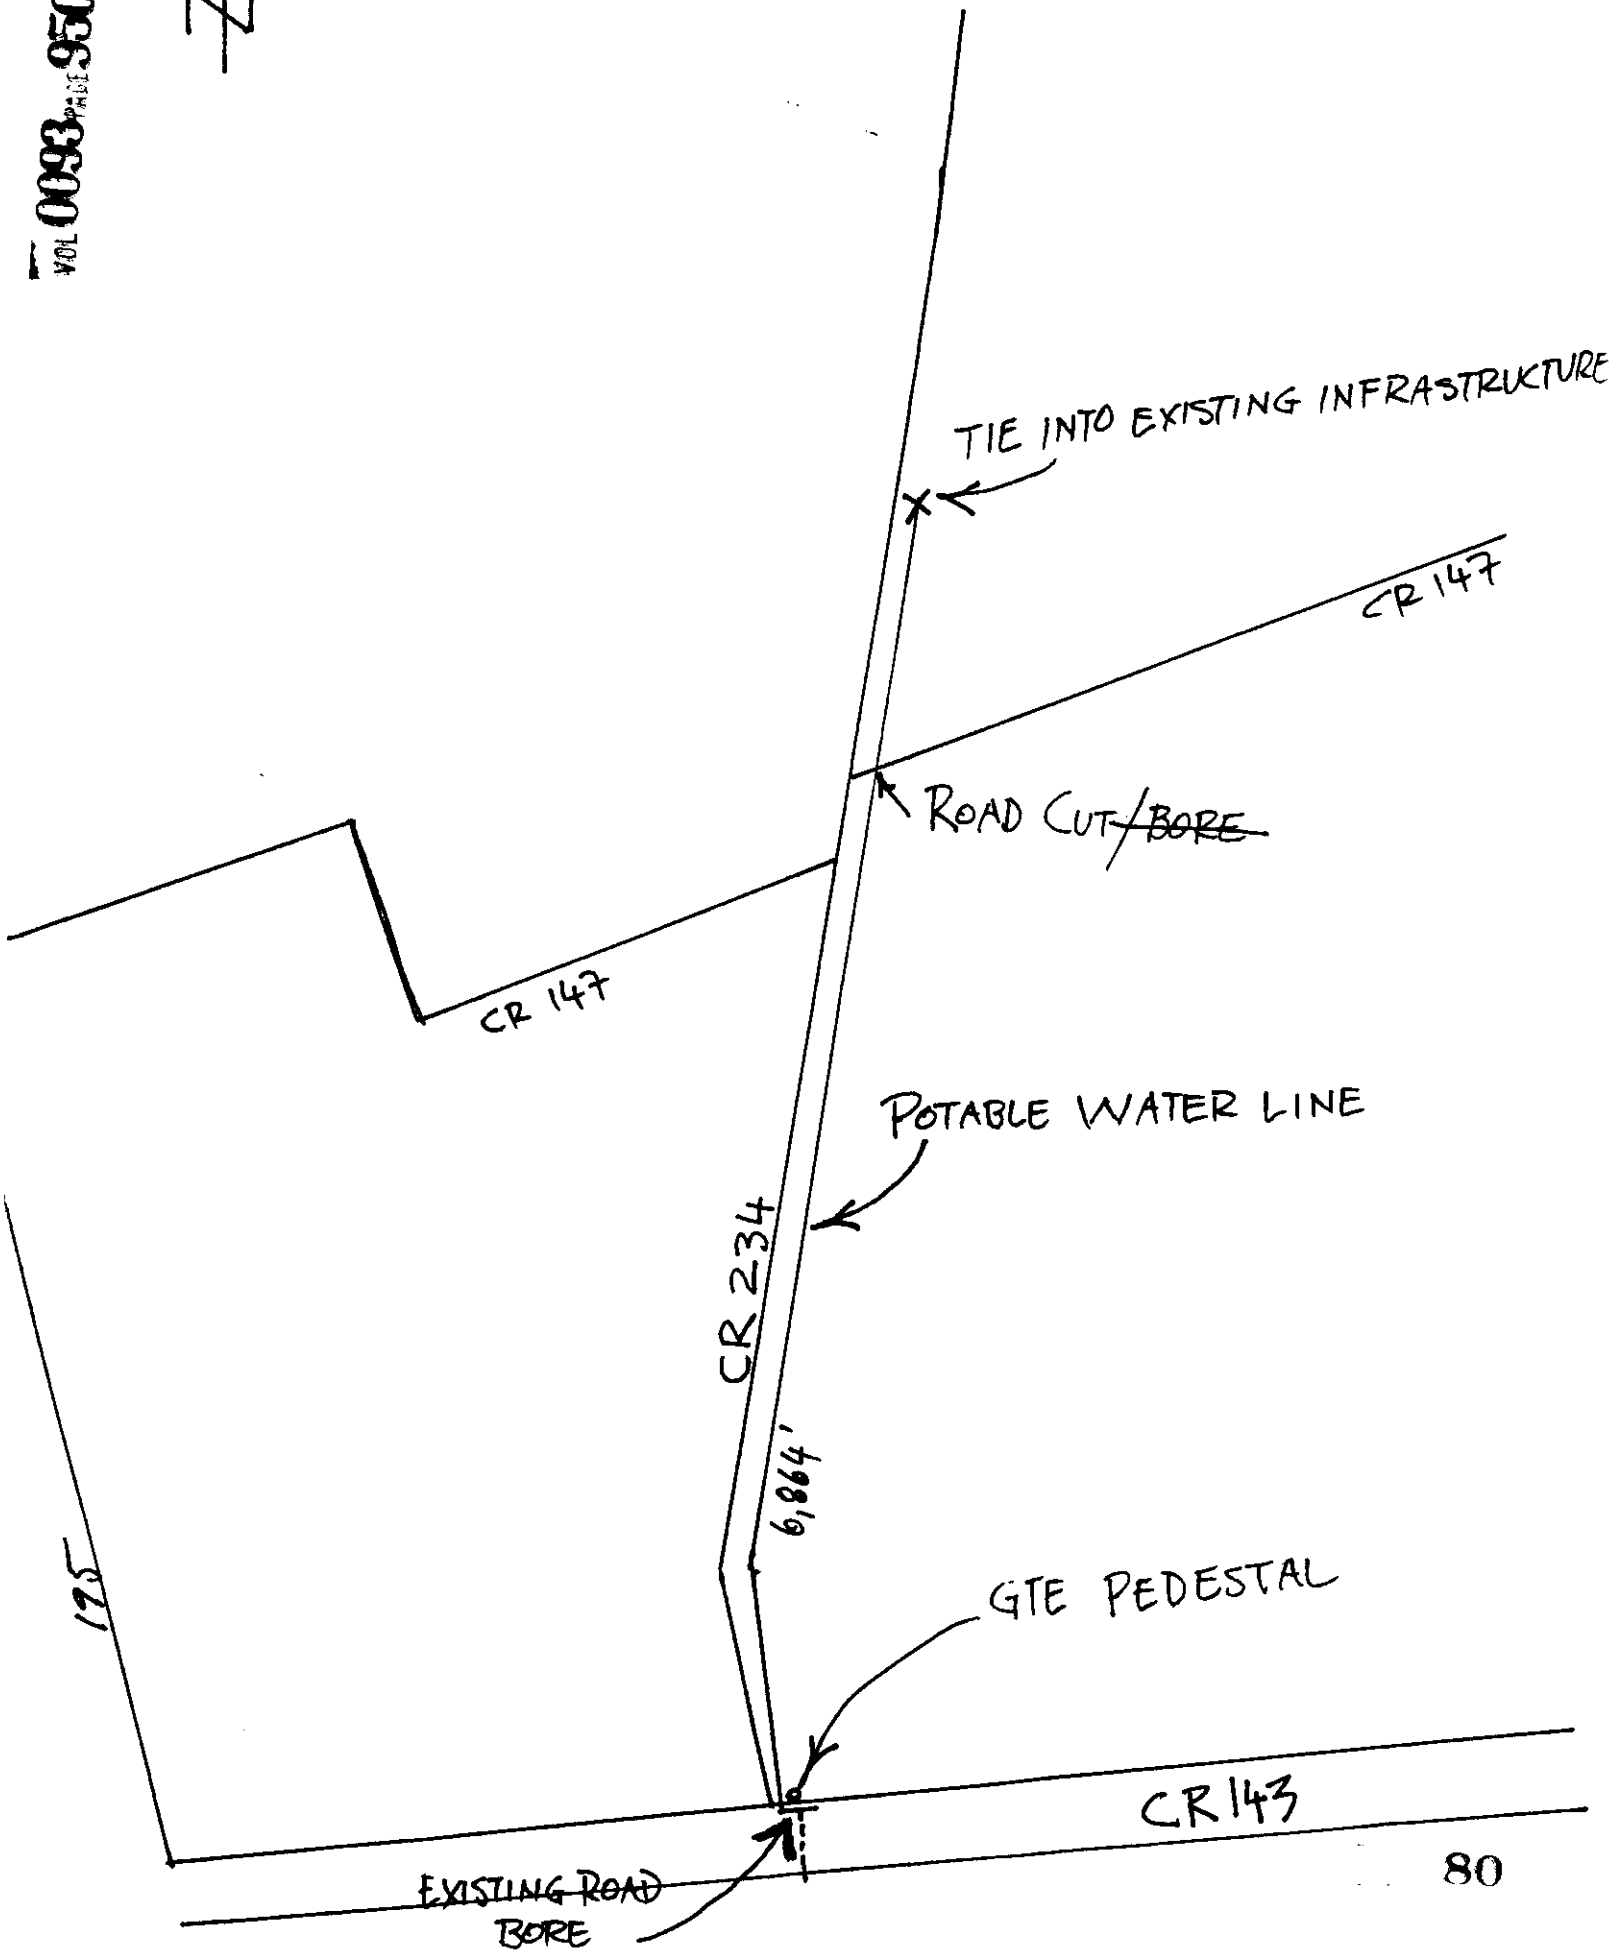 VOL 0093 PAGE 950
TIE INTO EXISTING INFRASTRUCTURE
CR 147
ROAD CUT/BORE
CR 147
POTABLE WATER LINE
CR 234
6,864'
195
GTE PEDESTAL
CR 143
EXISTING ROAD
BORE
80